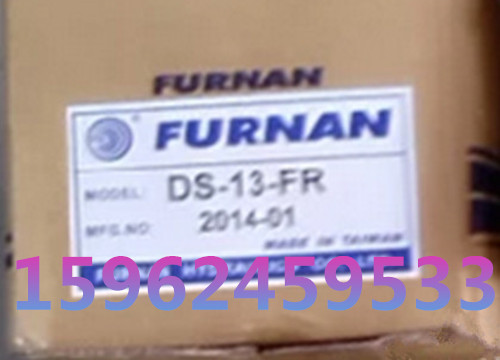 FURNAN
FURNAN
MODEL: DS-13-FR
MFG.NO: 2014-01
MADE IN TAIWAN
15962459533